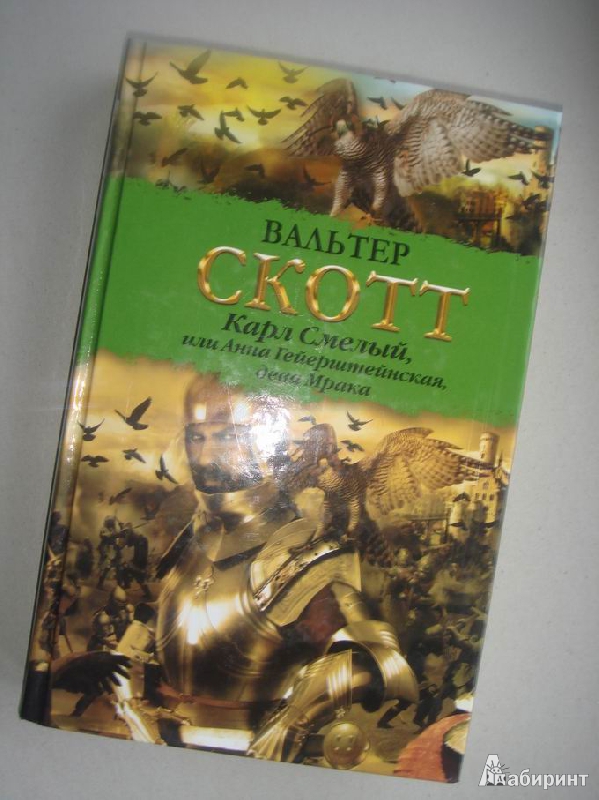 ВАЛЬТЕР
СКОТТ
Карл Смелый,
или Анна Гейерштейнская,
дева Мрака
Лабиринт